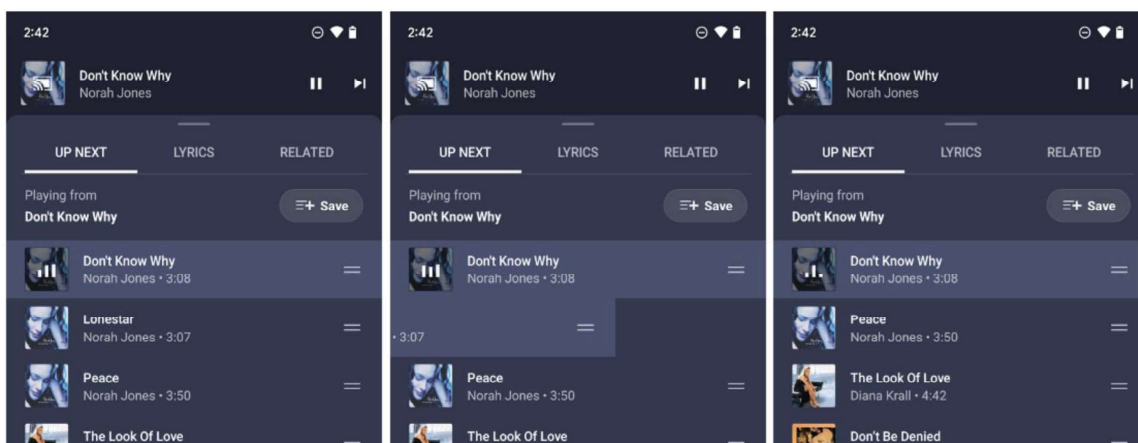 2:42
Don't Know Why
Norah Jones
UP NEXT LYRICS RELATED
Playing from
Don't Know Why
Save
Don't Know Why
Norah Jones • 3:08
Lonestar
Norah Jones • 3:07
Peace
Norah Jones • 3:50
The Look Of Love
2:42
Don't Know Why
Norah Jones
UP NEXT LYRICS RELATED
Playing from
Don't Know Why
Save
Don't Know Why
Norah Jones • 3:08
• 3:07
Peace
Norah Jones • 3:50
The Look Of Love
2:42
Don't Know Why
Norah Jones
UP NEXT LYRICS RELATED
Playing from
Don't Know Why
Save
Don't Know Why
Norah Jones • 3:08
Peace
Norah Jones • 3:50
The Look Of Love
Diana Krall • 4:42
Don't Be Denied